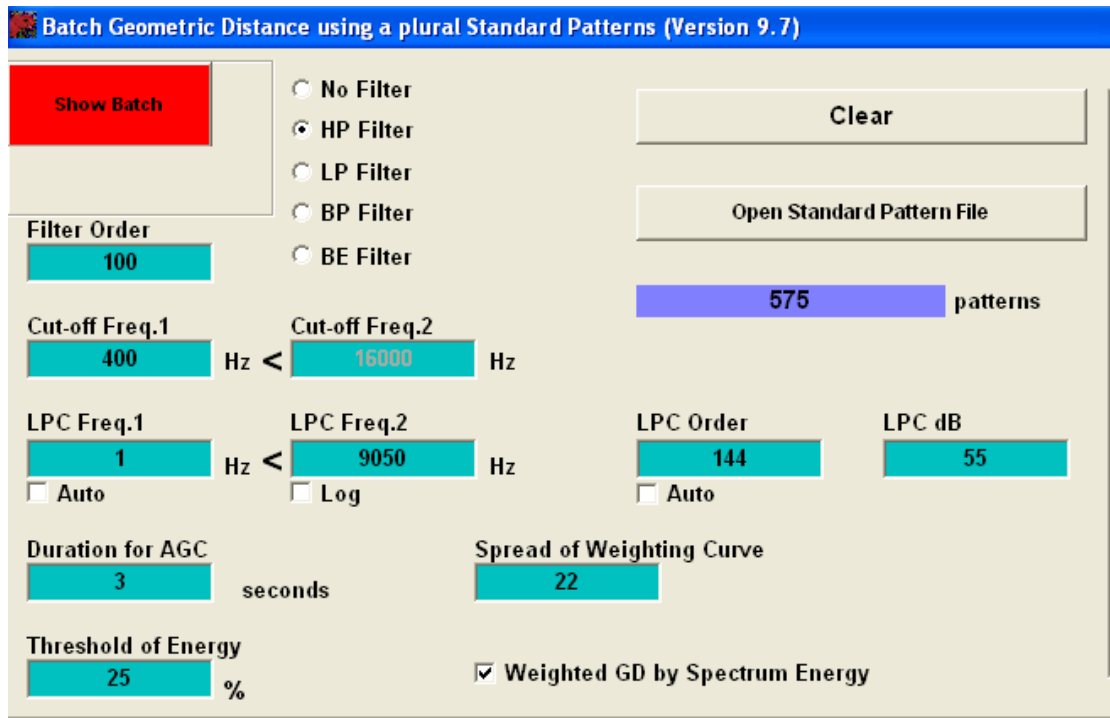 Batch Geometric Distance using a plural Standard Patterns (Version 9.7)
Show Batch
No Filter
HP Filter
LP Filter
BP Filter
BE Filter
Clear
Open Standard Pattern File
575 patterns
Filter Order
100
Cut-off Freq.1 Cut-off Freq.2
400 Hz < 16000 Hz
LPC Freq.1 LPC Freq.2 LPC Order LPC dB
1 Hz < 9050 Hz 144 55
Auto Log Auto
Duration for AGC Spread of Weighting Curve
3 seconds 22
Threshold of Energy
25 % Weighted GD by Spectrum Energy